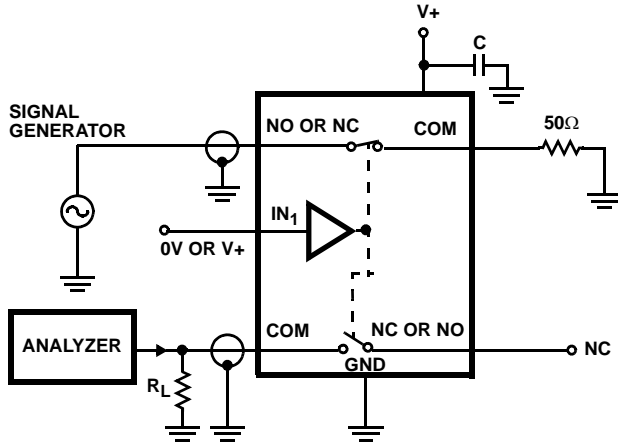 V+
C
SIGNAL
GENERATOR
NO OR NC
COM
50Ω
IN1
0V OR V+
COM
NC OR NO
ANALYZER
NC
GND
RL